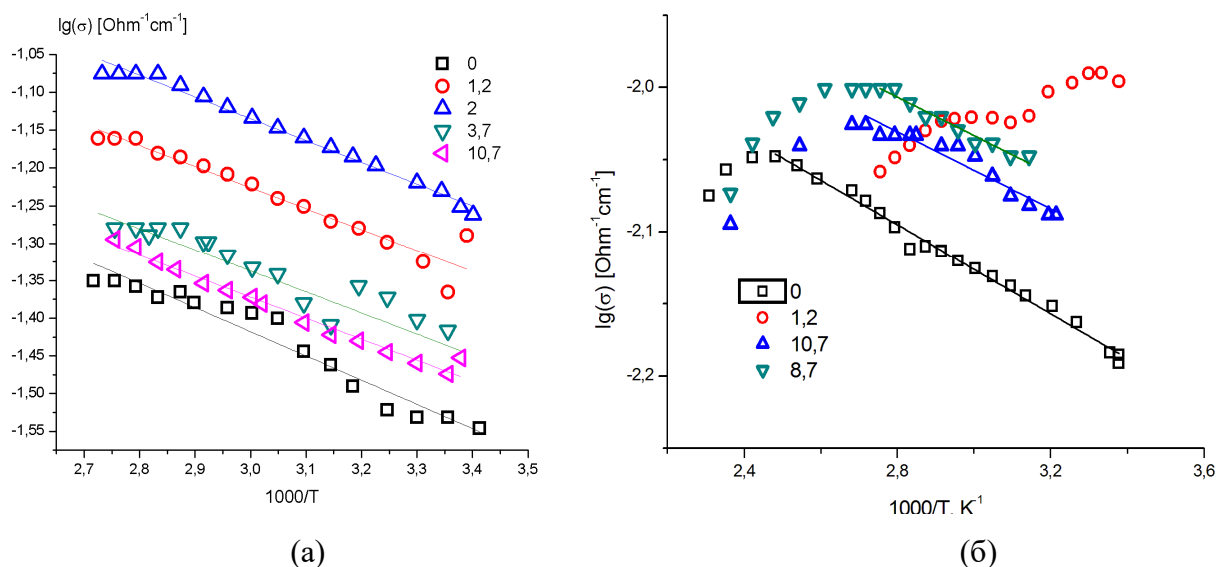 lg(σ) [Ohm⁻¹cm⁻¹]
-1,05
-1,10
-1,15
-1,20
-1,25
-1,30
-1,35
-1,40
-1,45
-1,50
-1,55
0
1,2
2
3,7
10,7
2,7 2,8 2,9 3,0 3,1 3,2 3,3 3,4 3,5
1000/T
(а)
lg(σ) [Ohm⁻¹cm⁻¹]
-2,0
-2,1
-2,2
0
1,2
10,7
8,7
2,4 2,8 3,2 3,6
1000/T, K⁻¹
(б)